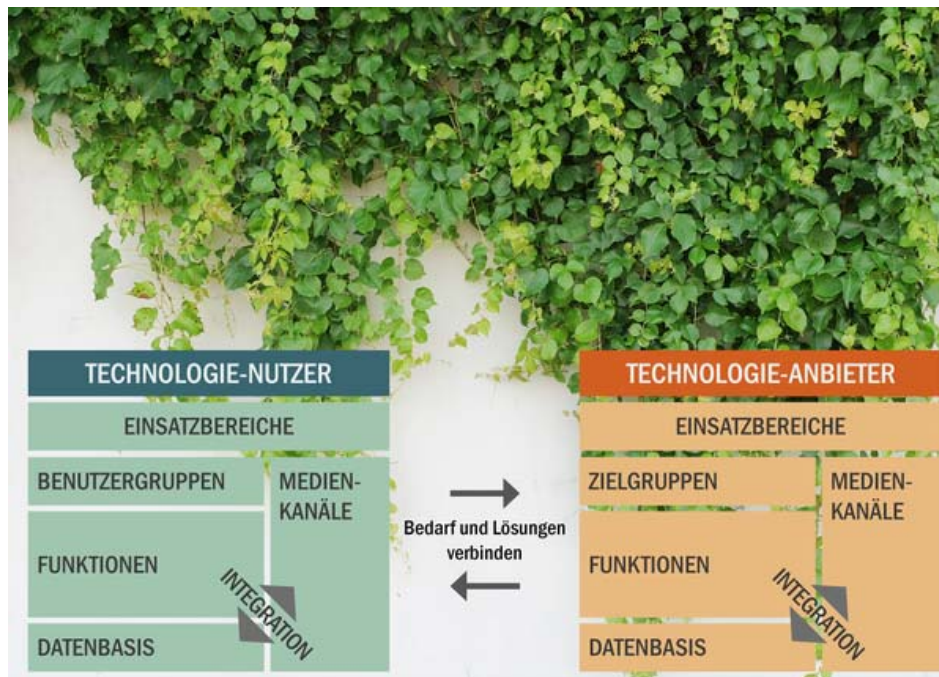 TECHNOLOGIE-NUTZER
EINSATZBEREICHE
BENUTZERGRUPPEN
MEDIEN-
KANÄLE
FUNKTIONEN
INTEGRATION
DATENBASIS
Bedarf und Lösungen
verbinden
TECHNOLOGIE-ANBIETER
EINSATZBEREICHE
ZIELGRUPPEN
MEDIEN-
KANÄLE
FUNKTIONEN
INTEGRATION
DATENBASIS